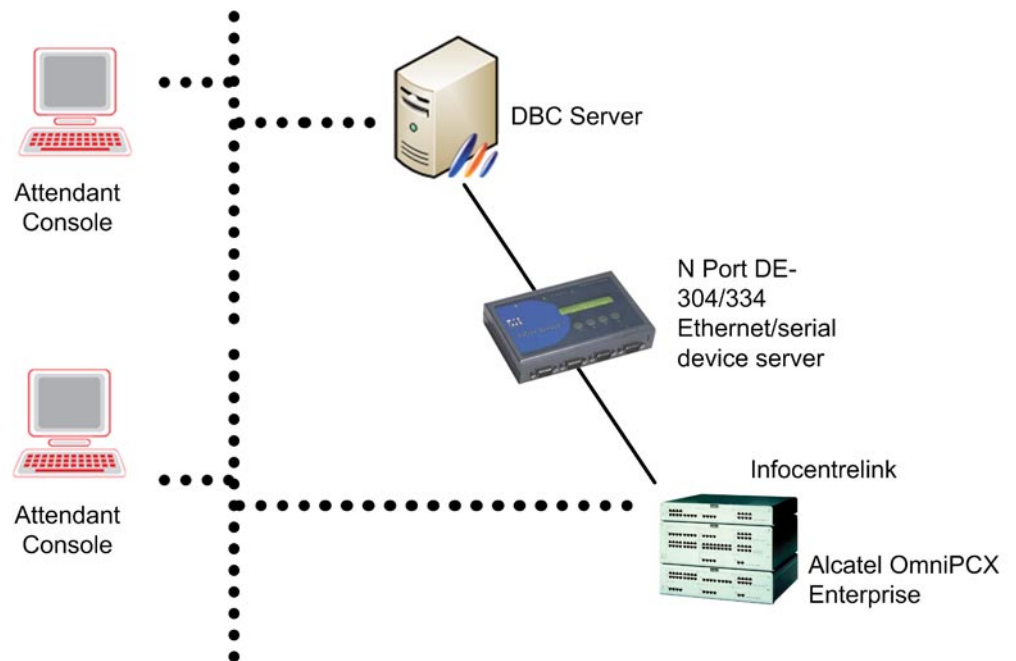 Attendant
Console
DBC Server
N Port DE-
304/334
Ethernet/serial
device server
Attendant
Console
Infocentrelink
Alcatel OmniPCX
Enterprise